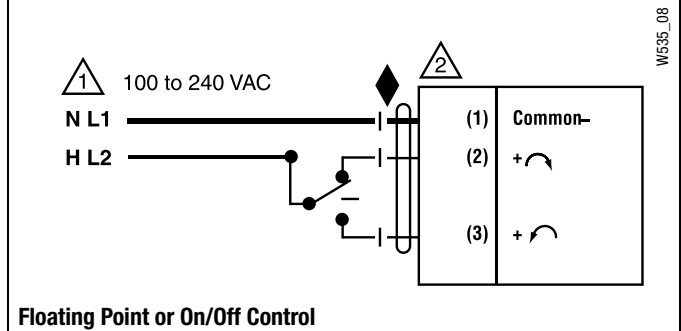 W535_08
1 100 to 240 VAC
2
N L1
H L2
(1) Common–
(2) +
(3) +
Floating Point or On/Off Control